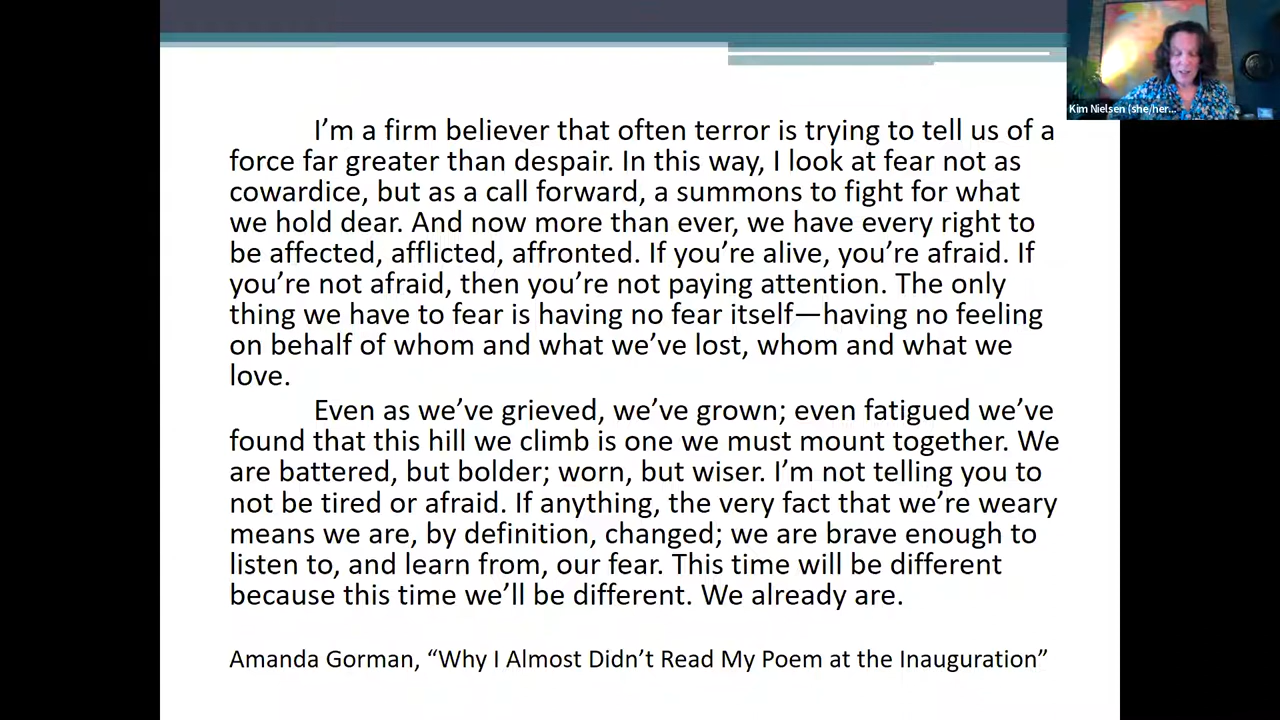 Kim Nielsen (she/her...
I’m a firm believer that often terror is trying to tell us of a
force far greater than despair. In this way, I look at fear not as
cowardice, but as a call forward, a summons to fight for what
we hold dear. And now more than ever, we have every right to
be affected, afflicted, affronted. If you’re alive, you’re afraid. If
you’re not afraid, then you’re not paying attention. The only
thing we have to fear is having no fear itself—having no feeling
on behalf of whom and what we’ve lost, whom and what we
love.
Even as we’ve grieved, we’ve grown; even fatigued we’ve
found that this hill we climb is one we must mount together. We
are battered, but bolder; worn, but wiser. I’m not telling you to
not be tired or afraid. If anything, the very fact that we’re weary
means we are, by definition, changed; we are brave enough to
listen to, and learn from, our fear. This time will be different
because this time we’ll be different. We already are.
Amanda Gorman, “Why I Almost Didn’t Read My Poem at the Inauguration”